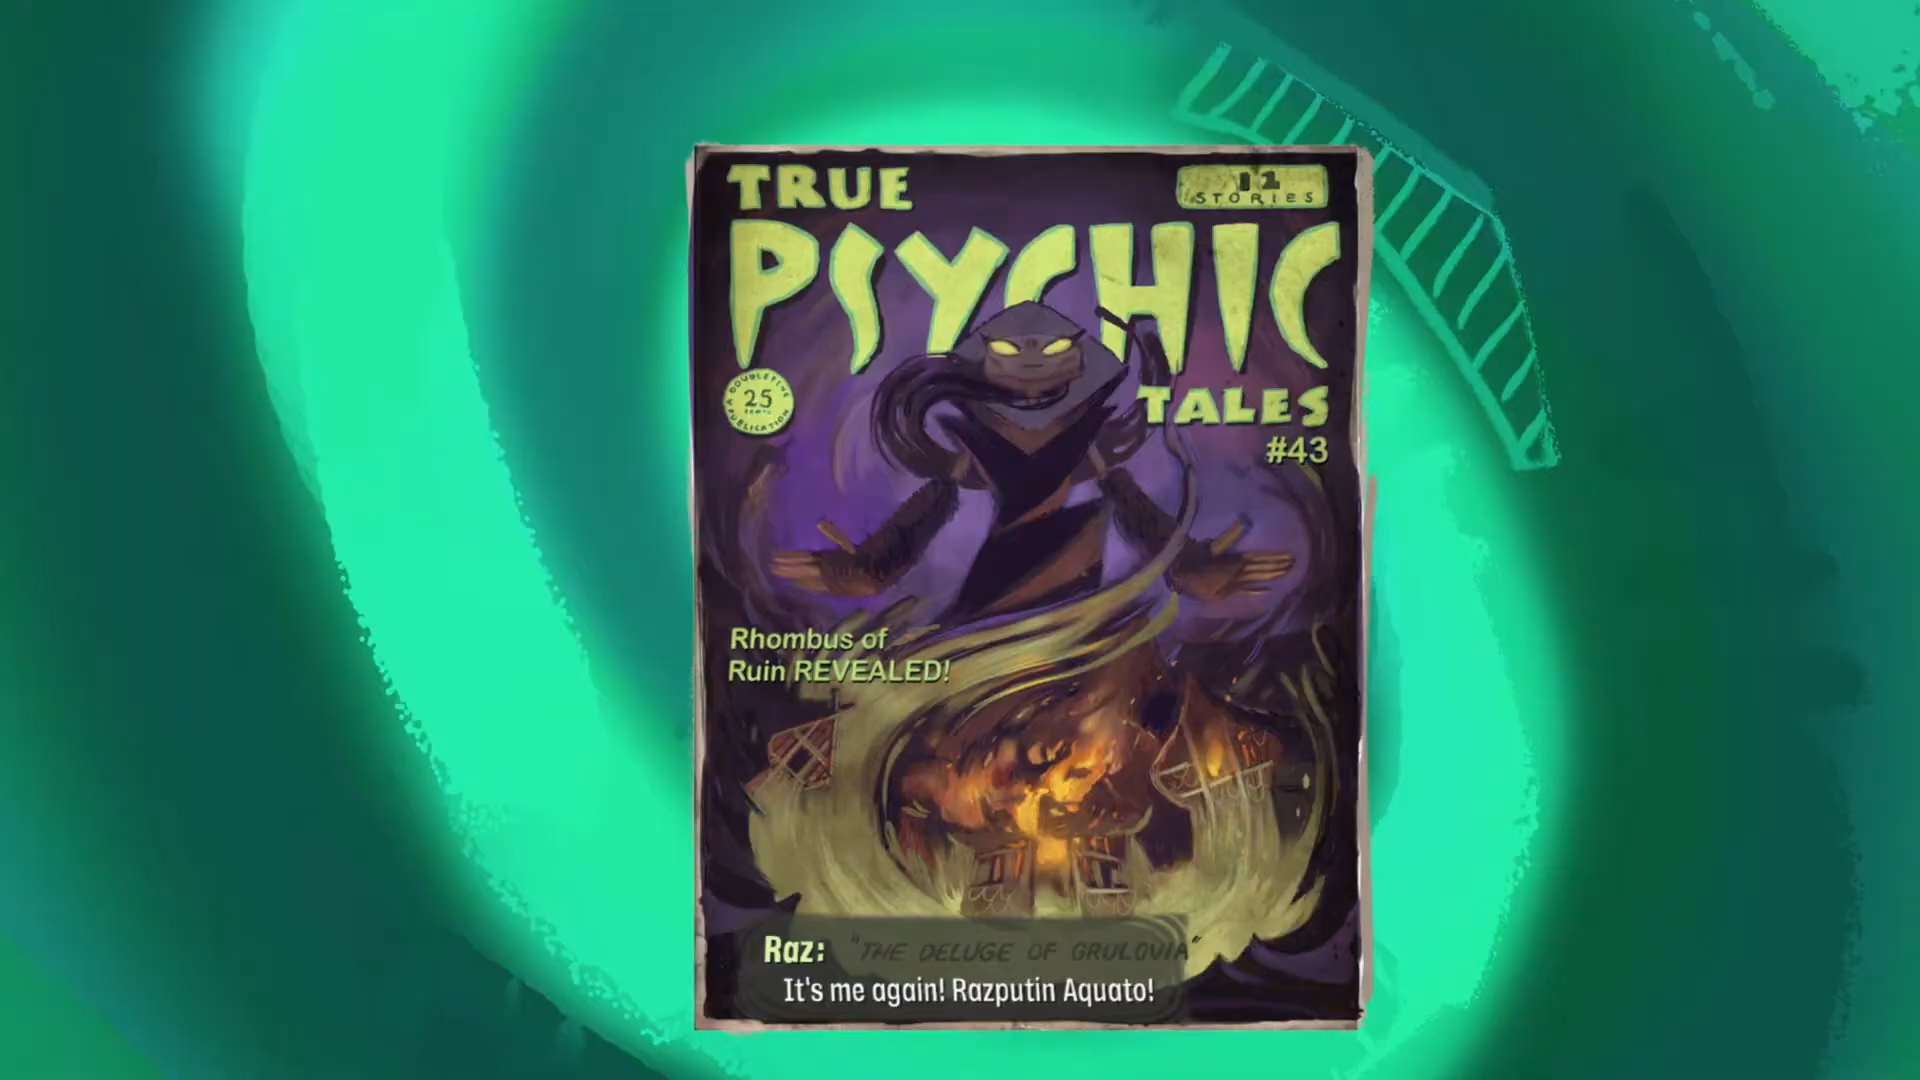 TRUE
12
STORIES
PSYCHIC
TALES
#43
DOUBLEFINE
25
CENTS
A PUBLICATION
Rhombus of
Ruin REVEALED!
"THE DELUGE OF GRULOVIA"
Raz:
It's me again! Razputin Aquato!